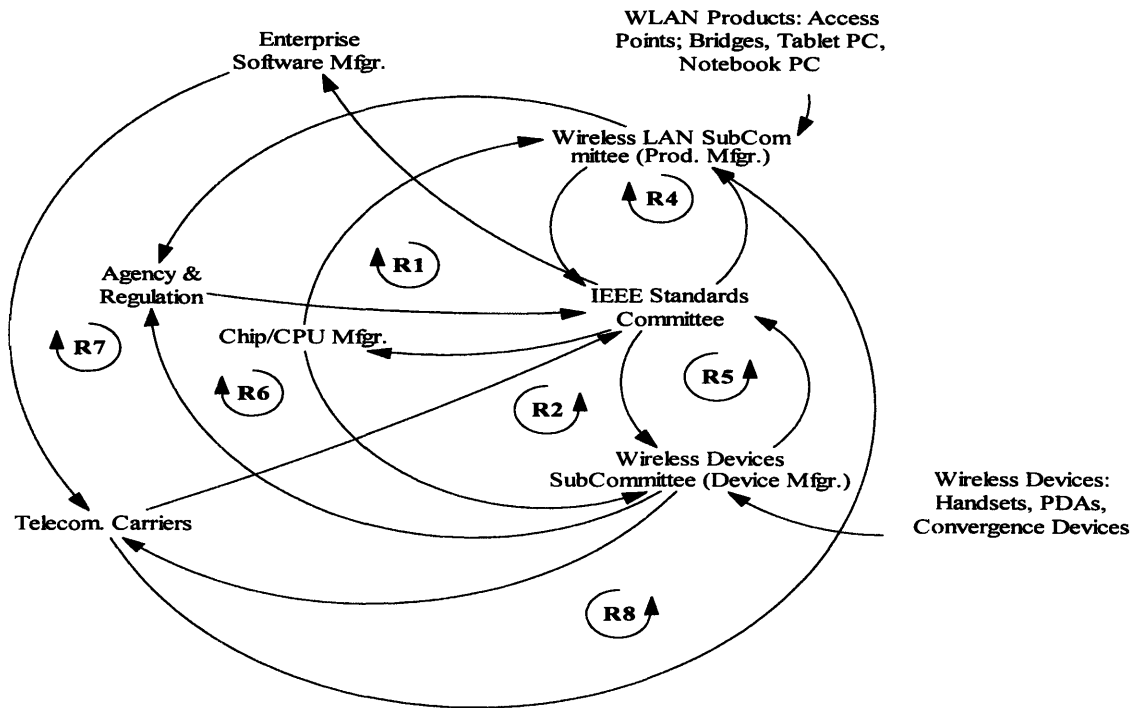 WLAN Products: Access
Points; Bridges, Tablet PC,
Notebook PC
Enterprise
Software Mfgr.
Wireless LAN SubCom
mittee (Prod. Mfgr.)
R4
R1
Agency &
Regulation
IEEE Standards
Committee
Chip/CPU Mfgr.
R7
R6
R2
R5
Wireless Devices
SubCommittee (Device Mfgr.)
Wireless Devices:
Handsets, PDAs,
Convergence Devices
Telecom. Carriers
R8